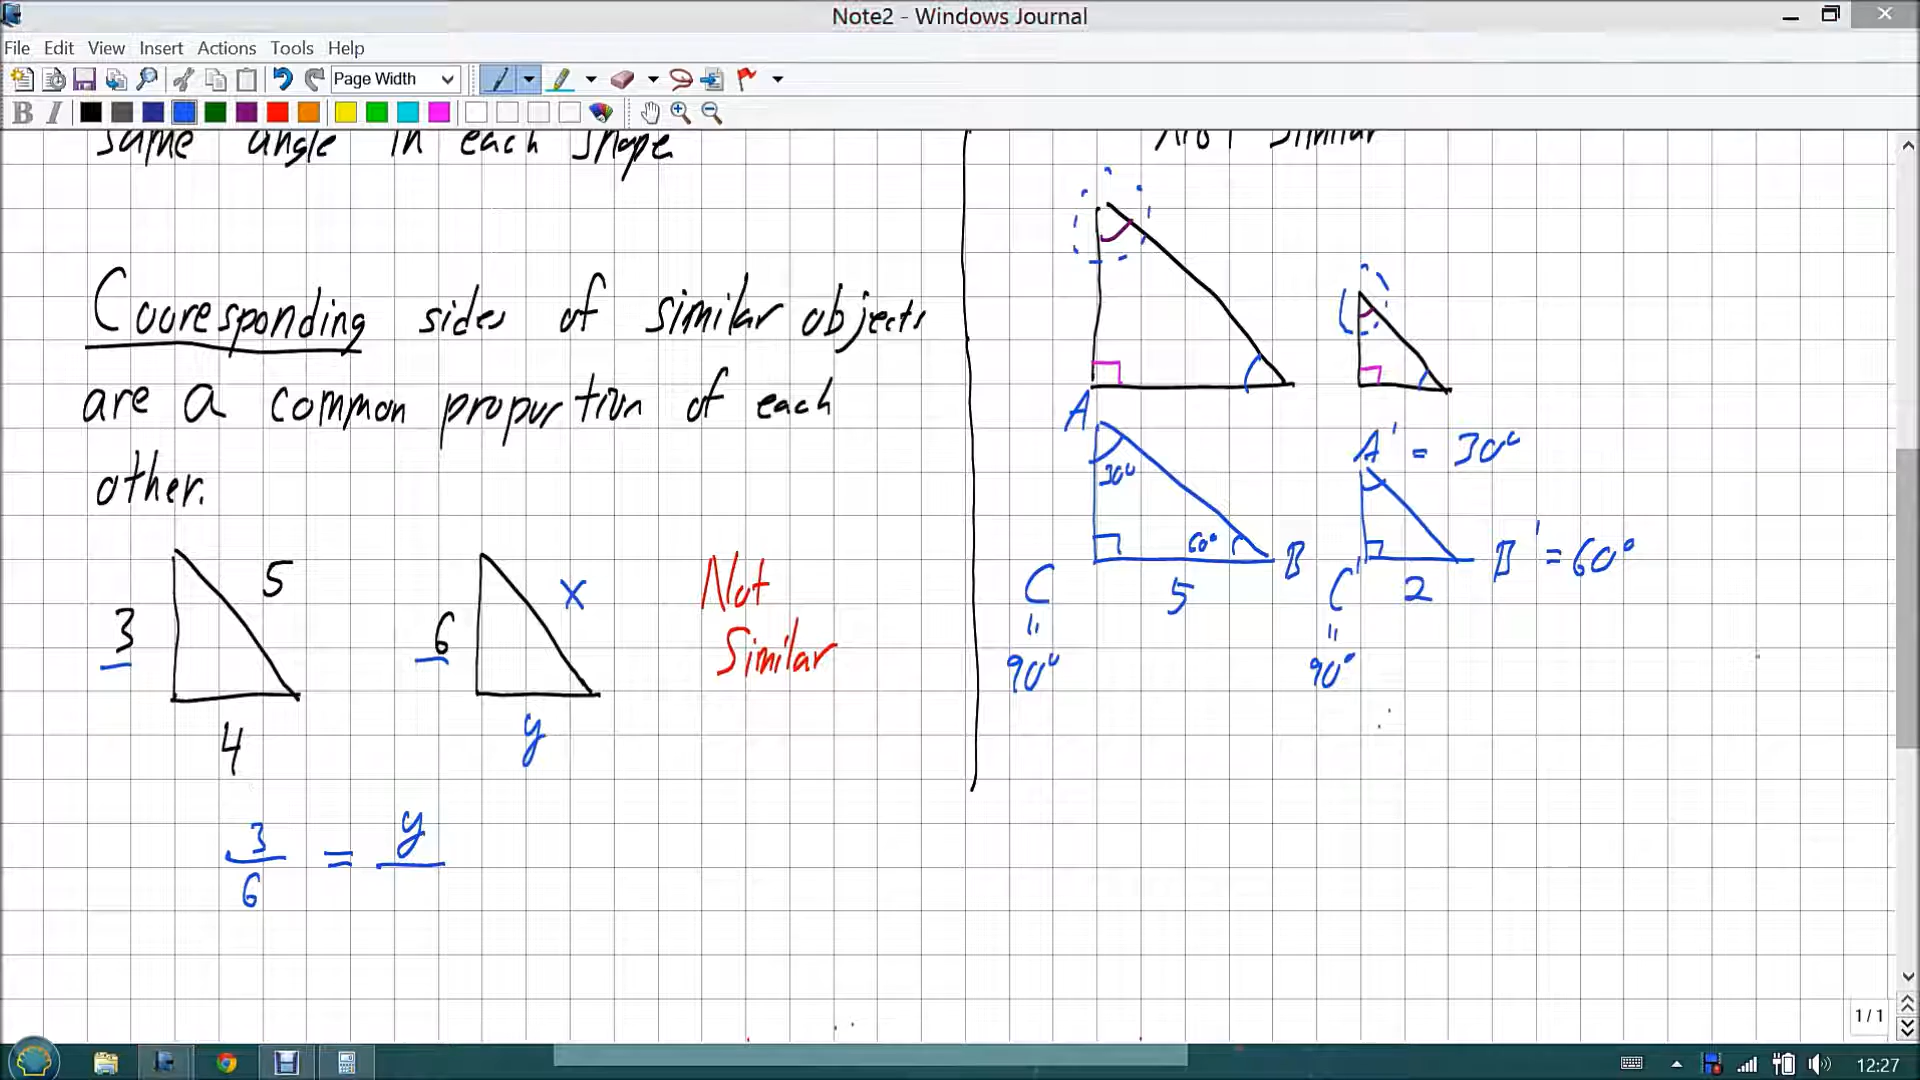 Note2 - Windows Journal
File Edit View Insert Actions Tools Help
Page Width
B I
same angle in each shape
Cooresponding sides of similar objects
are a common proportion of each
other.
5
3
4
x
6
y
Not
Similar
3/6 = y
Not Similar
A
30°
60°
B
C
=
90°
5
A' = 30°
B' = 60°
C'
=
90°
2
1 / 1
12:27